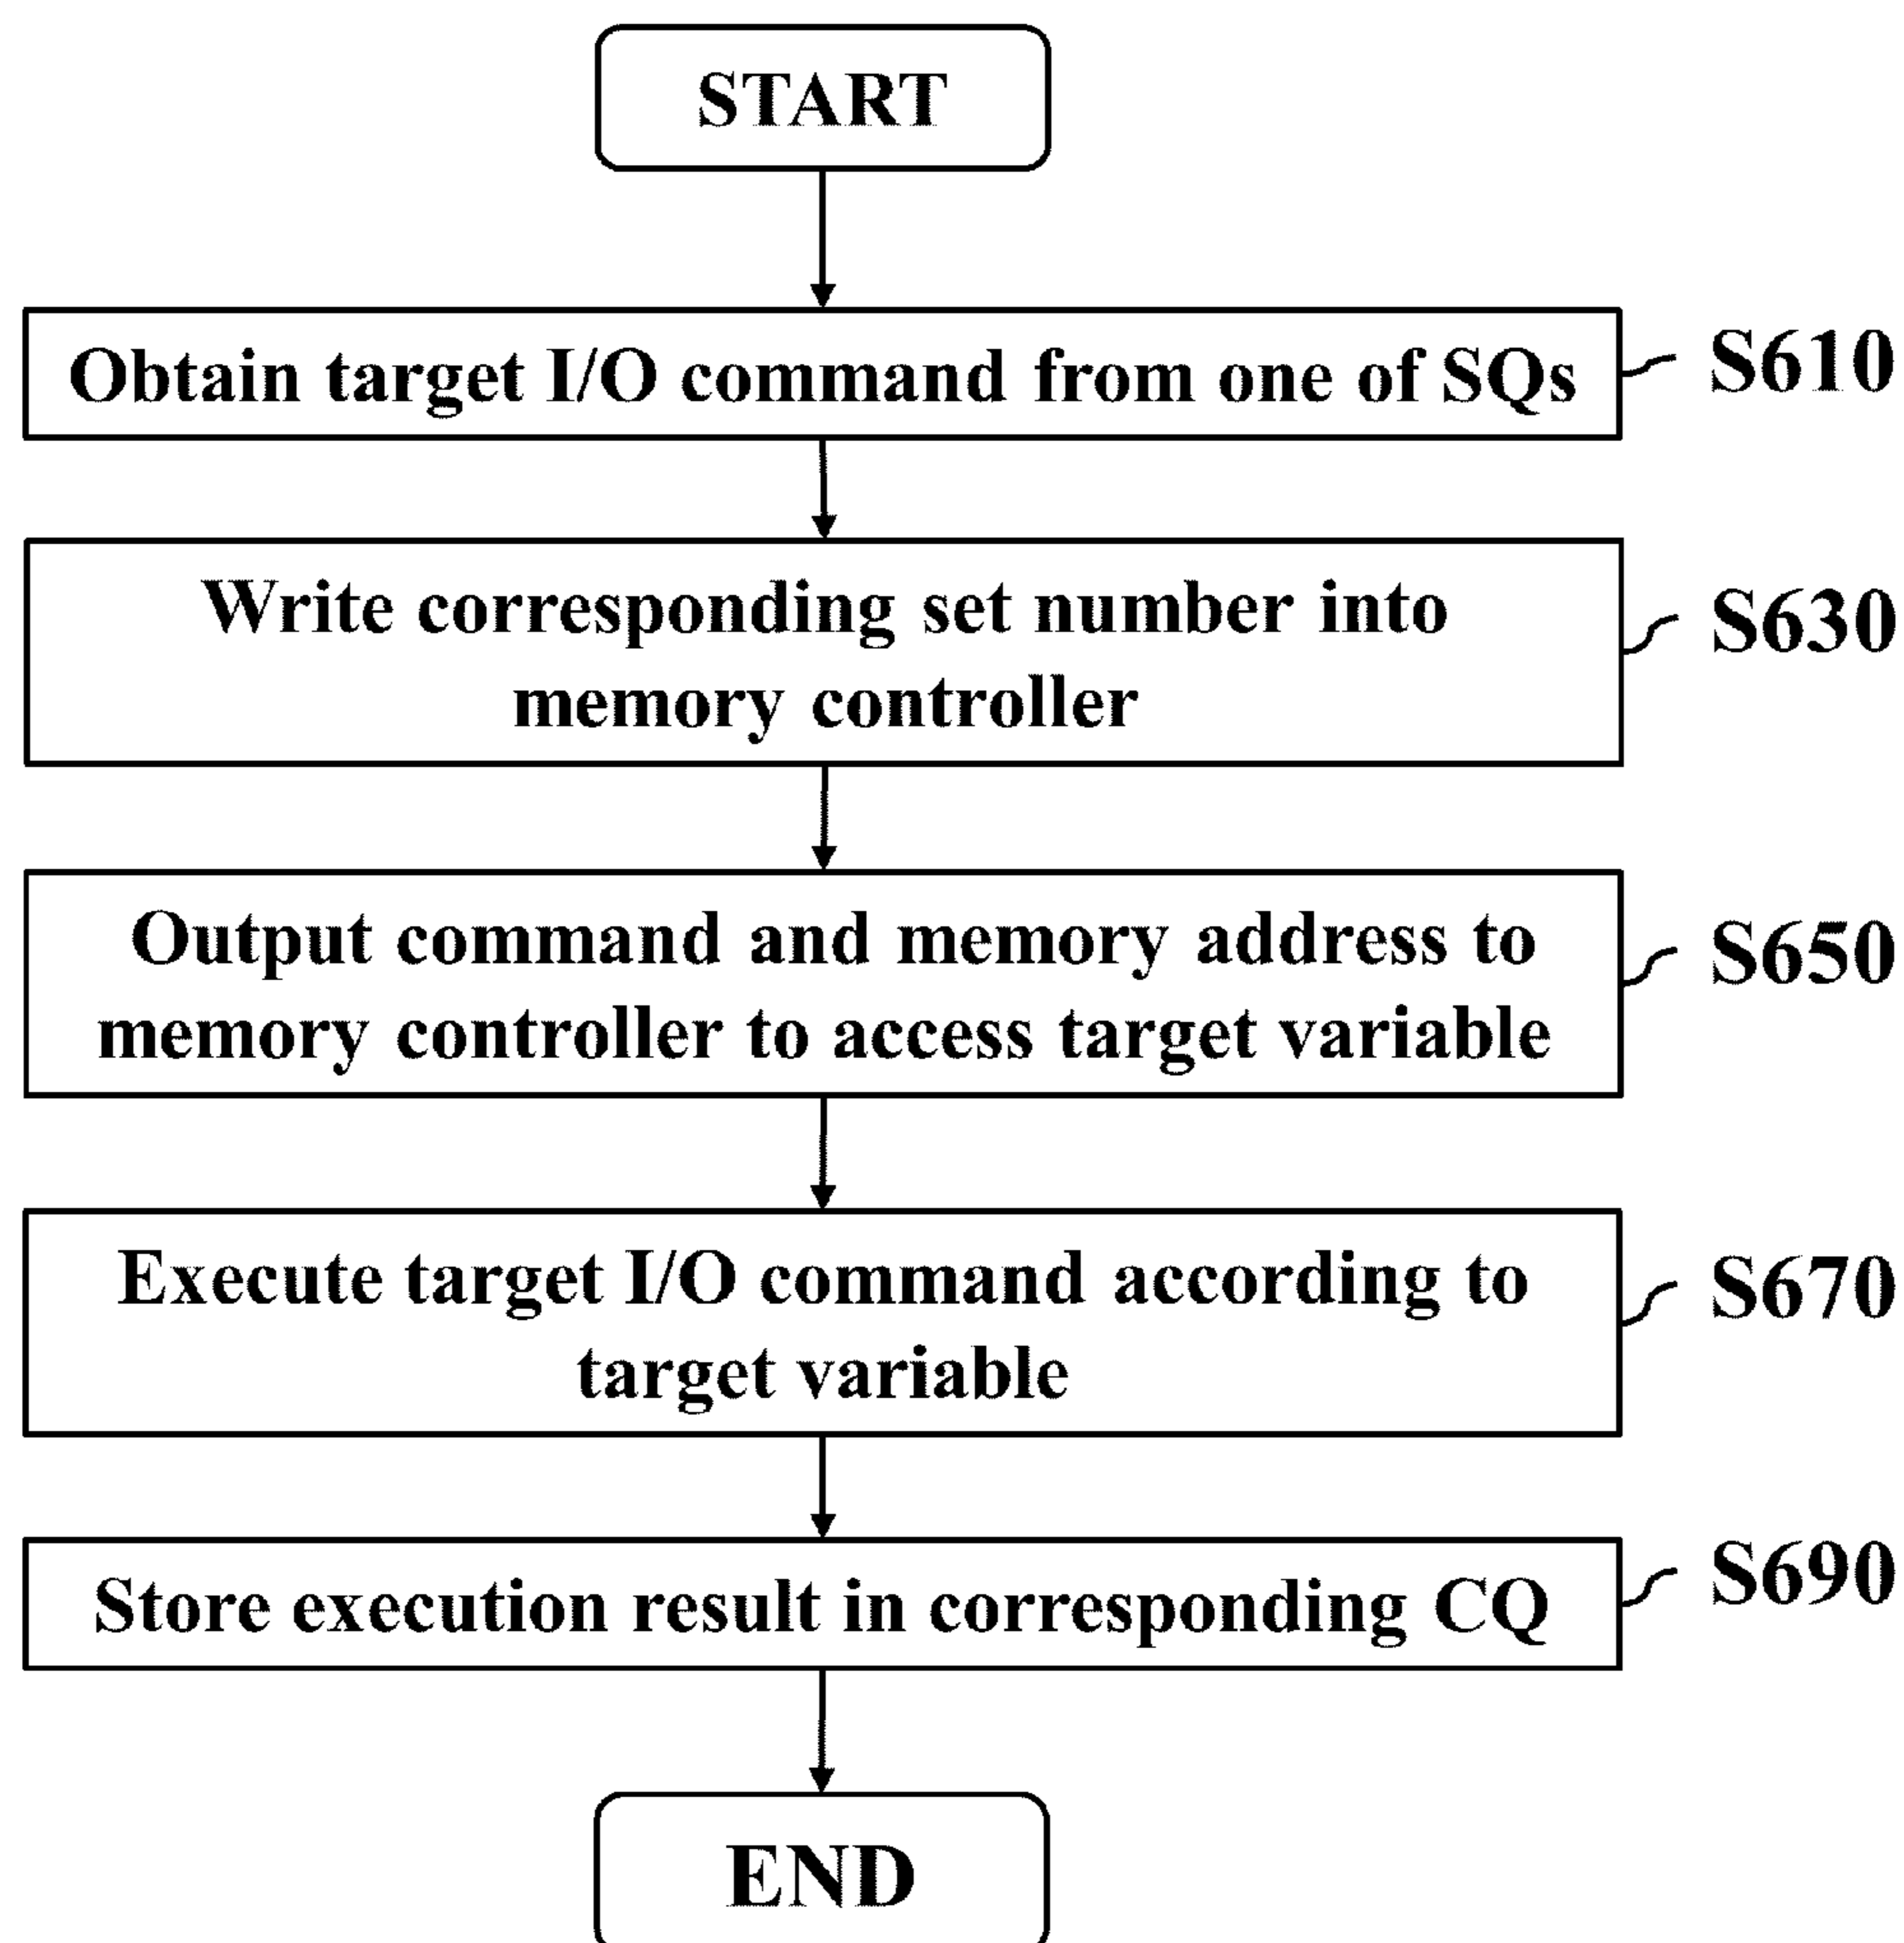 START
Obtain target I/O command from one of SQs
S610
Write corresponding set number into
memory controller
S630
Output command and memory address to
memory controller to access target variable
S650
Execute target I/O command according to
target variable
S670
Store execution result in corresponding CQ
S690
END